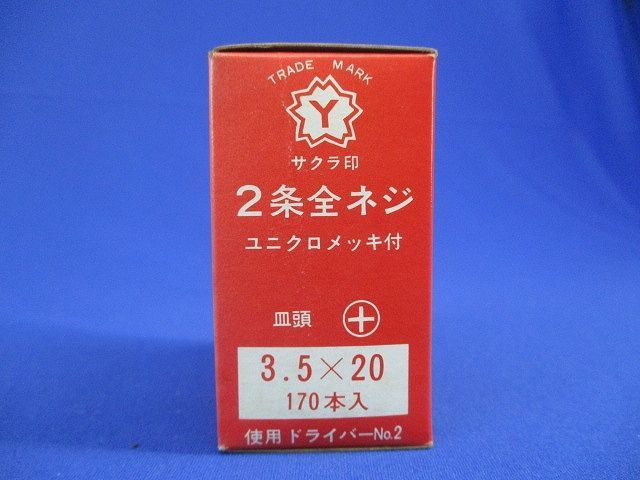 TRADE MARK
Y
サクラ印
2条全ネジ
ユニクロメッキ付
皿頭
3.5×20
170本入
使用ドライバーNo.2